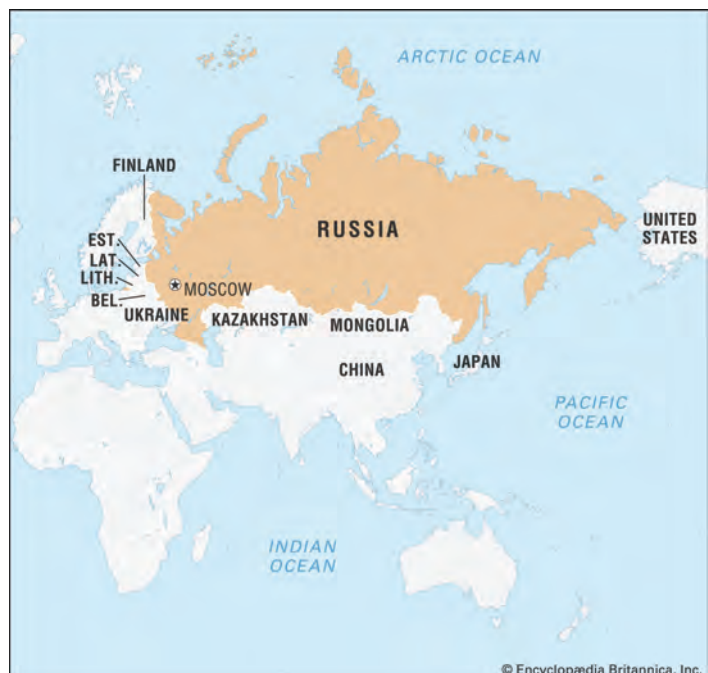 ARCTIC OCEAN
FINLAND
RUSSIA
UNITED
STATES
EST.
LAT.
LITH.
BEL.
MOSCOW
UKRAINE
KAZAKHSTAN
MONGOLIA
CHINA
JAPAN
PACIFIC
OCEAN
INDIAN
OCEAN
© Encyclopædia Britannica, Inc.